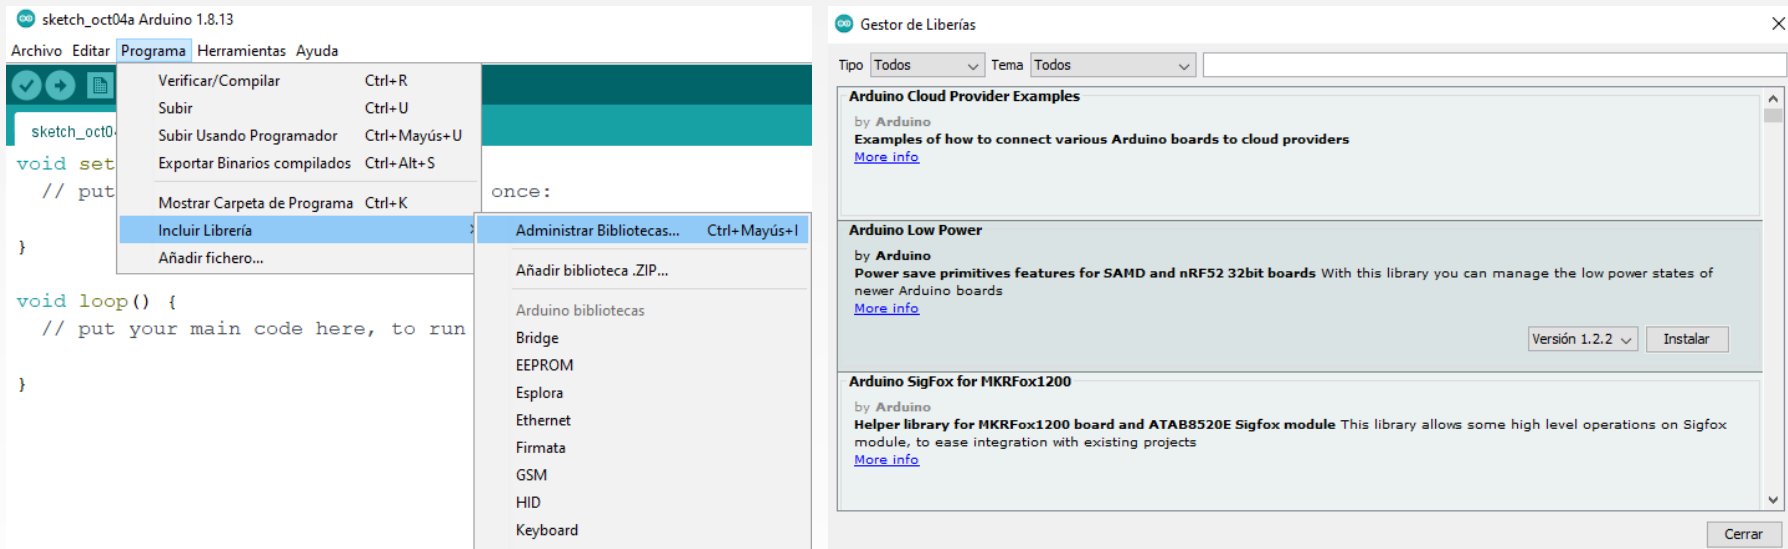 sketch_oct04a Arduino 1.8.13
Archivo Editar Programa Herramientas Ayuda
Verificar/Compilar Ctrl+R
Subir Ctrl+U
Subir Usando Programador Ctrl+Mayús+U
Exportar Binarios compilados Ctrl+Alt+S
Mostrar Carpeta de Programa Ctrl+K
Incluir Librería
Añadir fichero...
sketch_oct0
void set
// put once:
}
void loop() {
// put your main code here, to run
}
Administrar Bibliotecas... Ctrl+Mayús+I
Añadir biblioteca .ZIP...
Arduino bibliotecas
Bridge
EEPROM
Esplora
Ethernet
Firmata
GSM
HID
Keyboard
Gestor de Liberías
Tipo Todos Tema Todos
Arduino Cloud Provider Examples
by Arduino
Examples of how to connect various Arduino boards to cloud providers
More info
Arduino Low Power
by Arduino
Power save primitives features for SAMD and nRF52 32bit boards With this library you can manage the low power states of
newer Arduino boards
More info
Versión 1.2.2 Instalar
Arduino SigFox for MKRFox1200
by Arduino
Helper library for MKRFox1200 board and ATAB8520E Sigfox module This library allows some high level operations on Sigfox
module, to ease integration with existing projects
More info
Cerrar